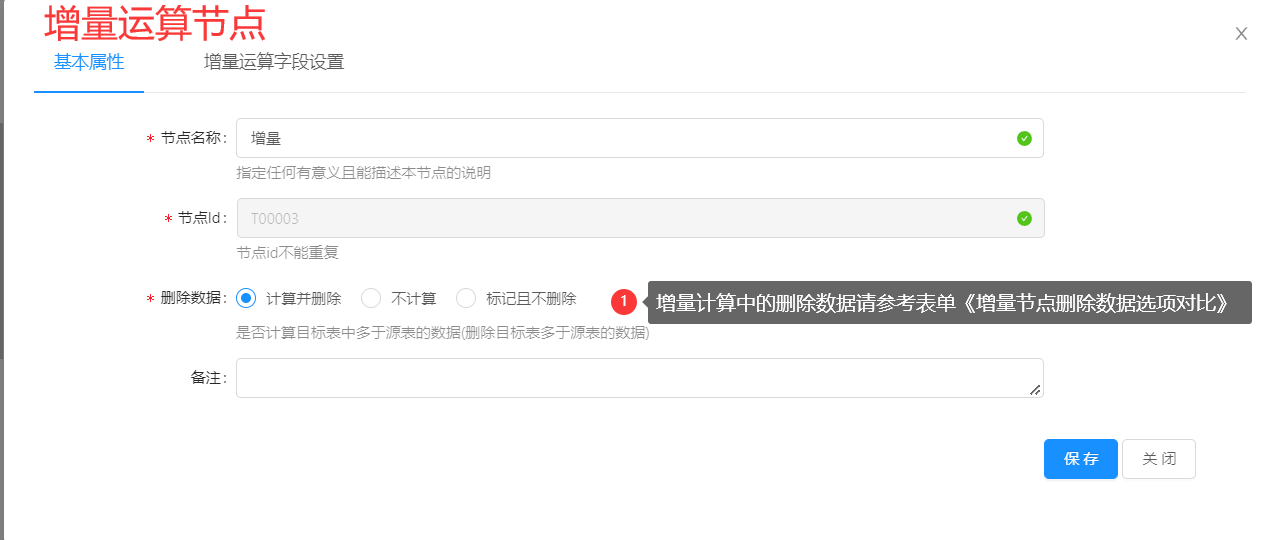 增量运算节点
基本属性 增量运算字段设置
* 节点名称: 增量
指定任何有意义且能描述本节点的说明
* 节点Id: T00003
节点id不能重复
* 删除数据: 计算并删除 不计算 标记且不删除 1 增量计算中的删除数据请参考表单《增量节点删除数据选项对比》
是否计算目标表中多于源表的数据(删除目标表多于源表的数据)
备注:
保 存 关 闭